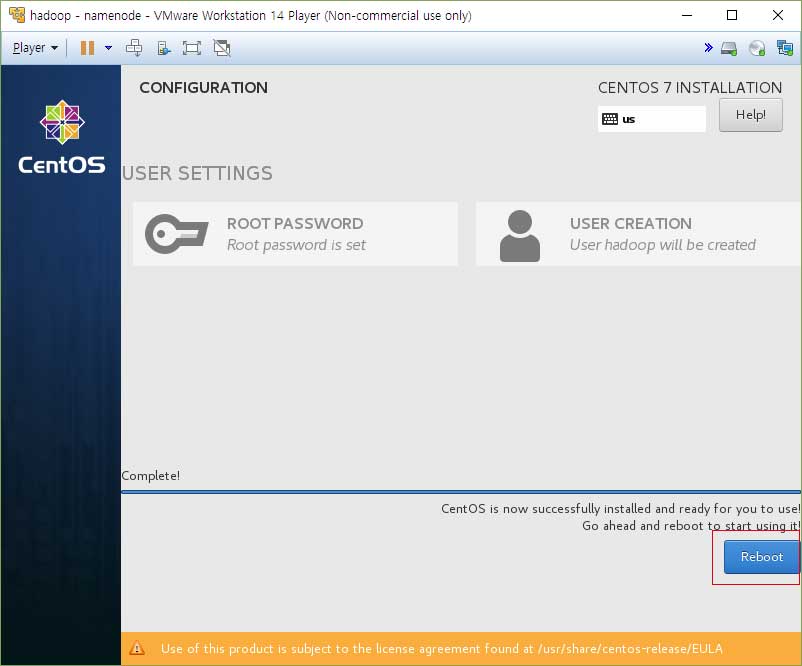 hadoop - namenode - VMware Workstation 14 Player (Non-commercial use only)
Player
CentOS
CONFIGURATION
CENTOS 7 INSTALLATION
us
Help!
USER SETTINGS
ROOT PASSWORD
Root password is set
USER CREATION
User hadoop will be created
Complete!
CentOS is now successfully installed and ready for you to use!
Go ahead and reboot to start using it!
Reboot
Use of this product is subject to the license agreement found at /usr/share/centos-release/EULA